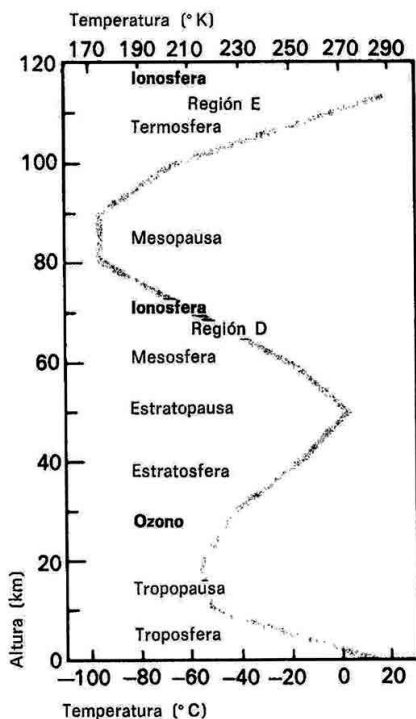 Temperatura (°K)
175 190 210 230 250 270 290
120
Ionosfera
Región E
Termosfera
100
Mesopausa
80
Ionosfera
Región D
60
Mesosfera
Estratopausa
40
Estratosfera
Ozono
20
Tropopausa
Troposfera
0
Altura (km)
−100 −80 −60 −40 −20 0 20
Temperatura (°C)